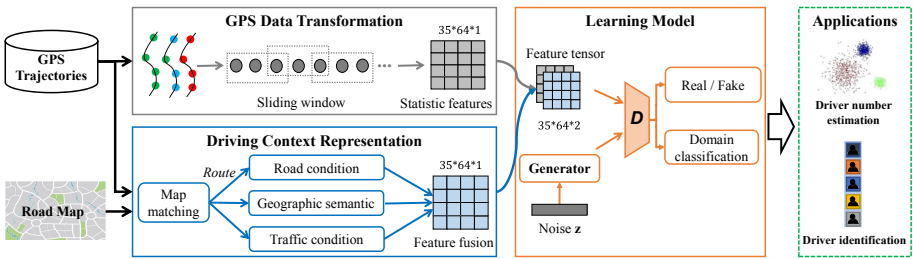 GPS
Trajectories
Road Map
GPS Data Transformation
Sliding window
35*64*1
Statistic features
Driving Context Representation
Map
matching
Route
Road condition
Geographic semantic
Traffic condition
35*64*1
Feature fusion
Learning Model
Feature tensor
35*64*2
D
Real / Fake
Domain
classification
Generator
Noise z
Applications
Driver number
estimation
Driver identification